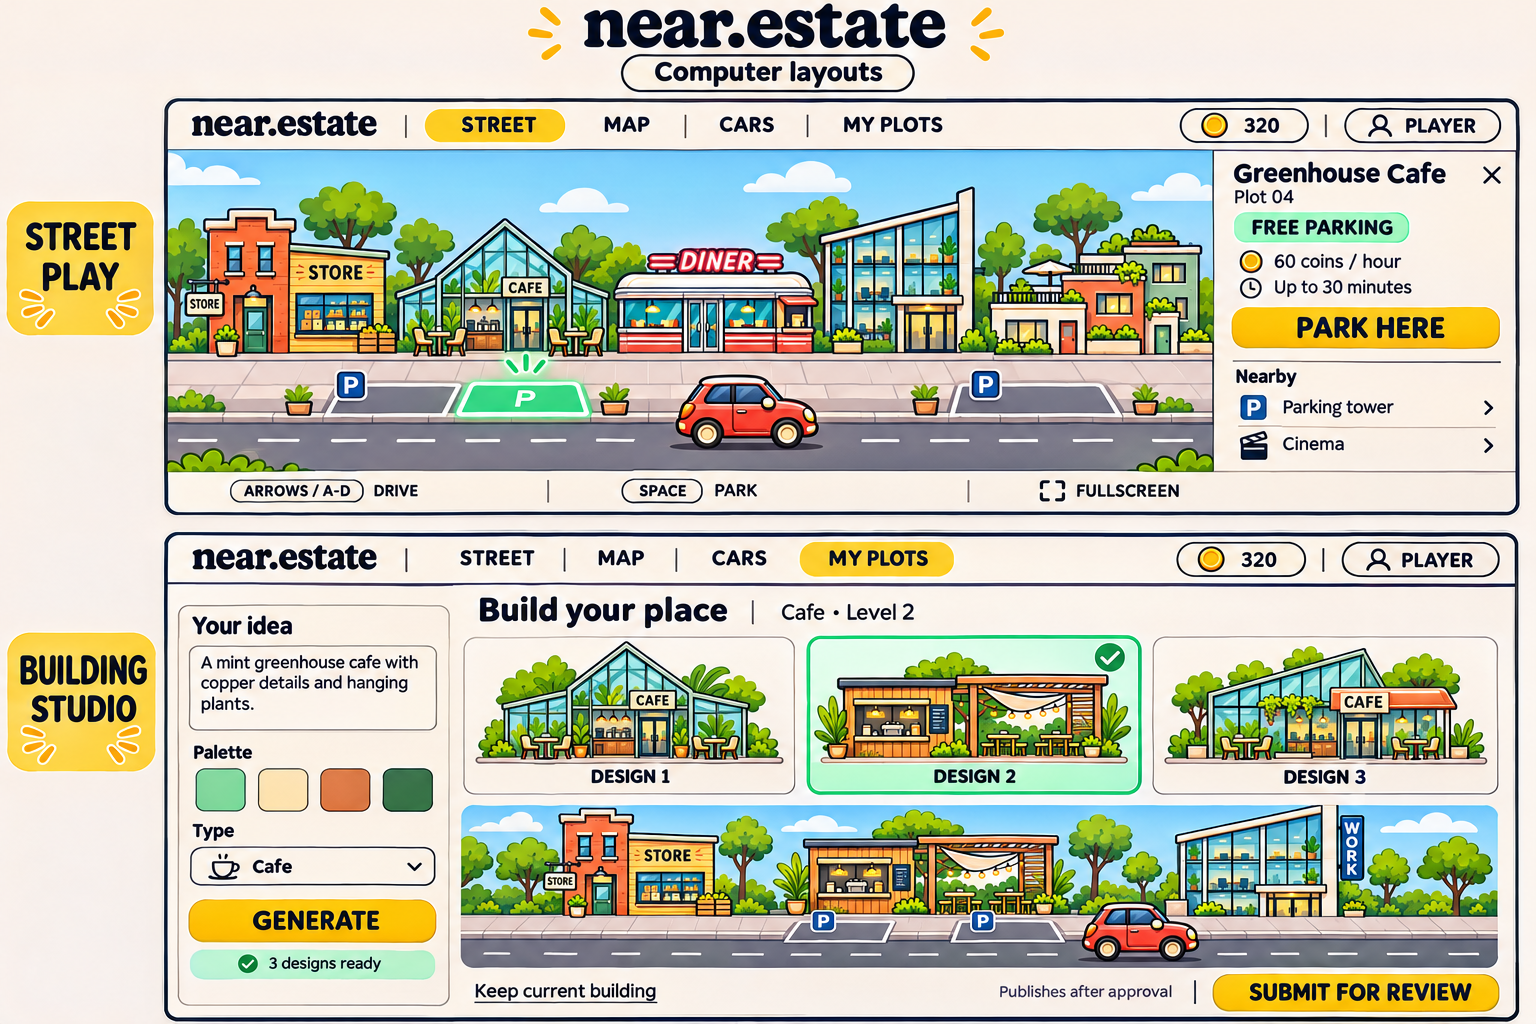 near.estate
Computer layouts
STREET
PLAY
near.estate | STREET MAP | CARS | MY PLOTS 320 | PLAYER
STORE
STORE
CAFE
DINER
P
P
P
Greenhouse Cafe
Plot 04
FREE PARKING
60 coins / hour
Up to 30 minutes
PARK HERE
Nearby
P Parking tower
Cinema
ARROWS / A-D DRIVE | SPACE PARK | FULLSCREEN
BUILDING
STUDIO
near.estate | STREET | MAP | CARS MY PLOTS 320 | PLAYER
Your idea
A mint greenhouse cafe with
copper details and hanging
plants.
Palette
Type
Cafe
GENERATE
3 designs ready
Build your place | Cafe • Level 2
CAFE
DESIGN 1
DESIGN 2
CAFE
DESIGN 3
STORE
STORE
P
P
WORK
Keep current building
Publishes after approval | SUBMIT FOR REVIEW